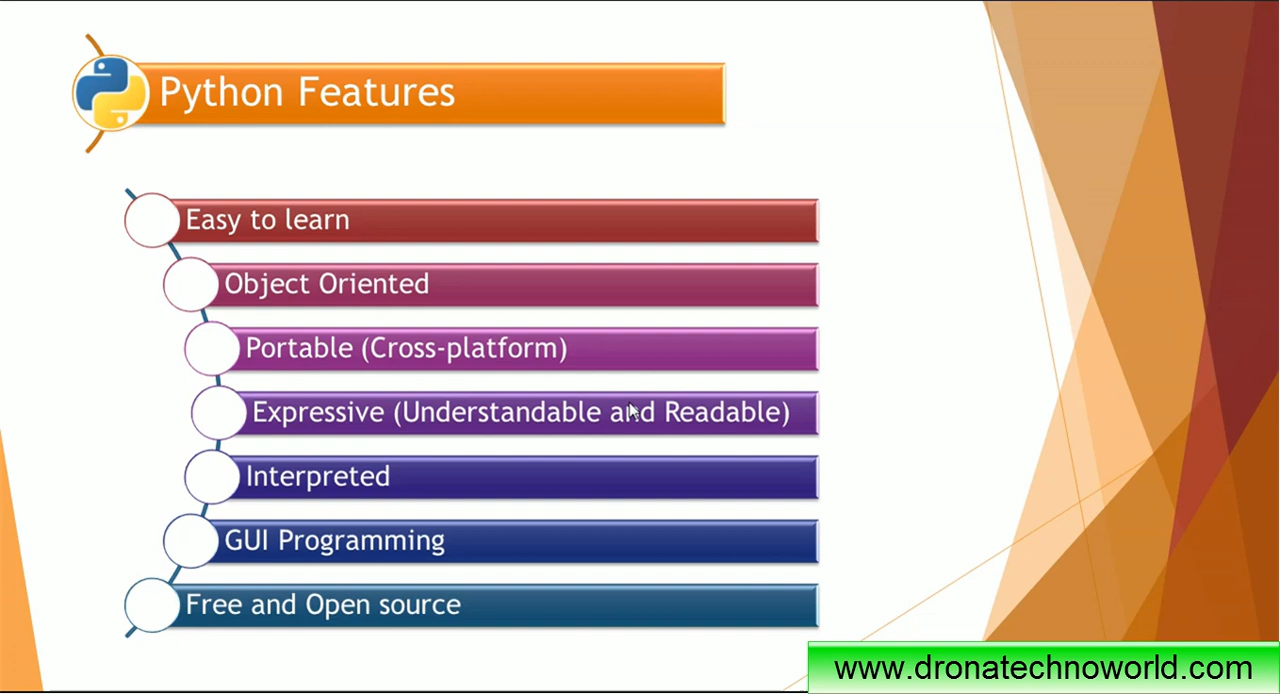 Python Features
Easy to learn
Object Oriented
Portable (Cross-platform)
Expressive (Understandable and Readable)
Interpreted
GUI Programming
Free and Open source
www.dronatechnoworld.com